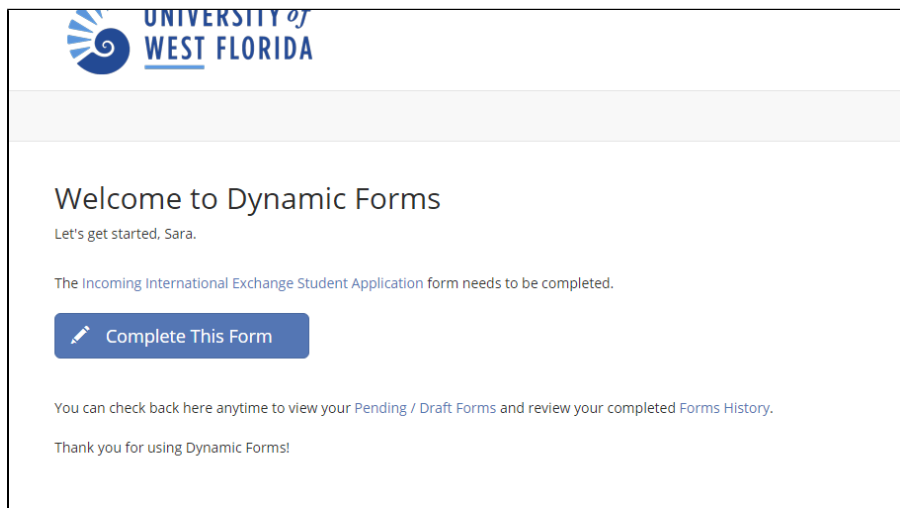 UNIVERSITY of
WEST FLORIDA
Welcome to Dynamic Forms
Let's get started, Sara.
The Incoming International Exchange Student Application form needs to be completed.
Complete This Form
You can check back here anytime to view your Pending / Draft Forms and review your completed Forms History.
Thank you for using Dynamic Forms!